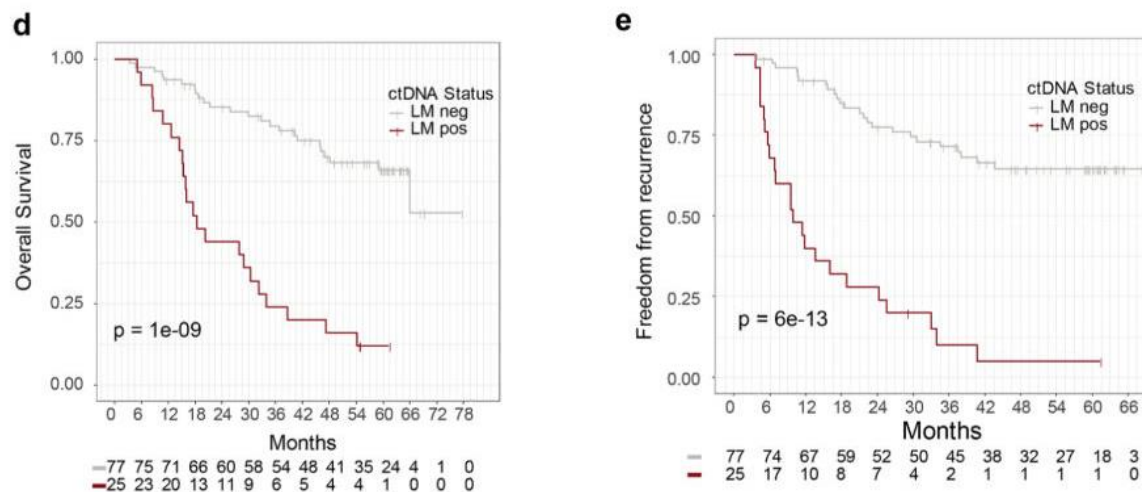 d
1.00
0.75
0.50
0.25
0.00
Overall Survival
ctDNA Status
LM neg
LM pos
p = 1e-09
0 6 12 18 24 30 36 42 48 54 60 66 72 78
Months
77 75 71 66 60 58 54 48 41 35 24 4 1 0
25 23 20 13 11 9 6 5 4 4 1 0 0 0
e
1.00
0.75
0.50
0.25
0.00
Freedom from recurrence
ctDNA Status
LM neg
LM pos
p = 6e-13
0 6 12 18 24 30 36 42 48 54 60 66
Months
77 74 67 59 52 50 45 38 32 27 18 3
25 17 10 8 7 4 2 1 1 1 1 0